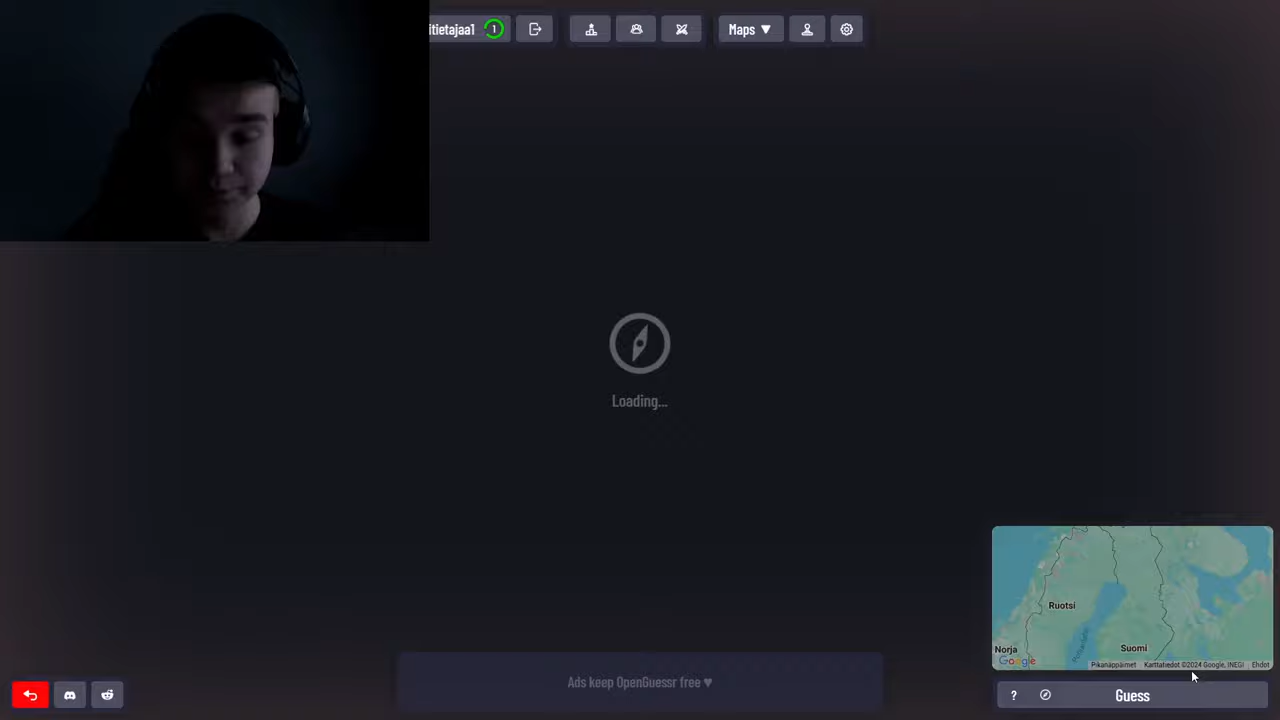 itietajaa1 1
Maps ▼
Loading...
Ruotsi
Norja
Suomi
Google
Pikanäppäimet Karttatiedot ©2024 Google, INEGI Ehdot
Ads keep OpenGuessr free ♥
? Guess